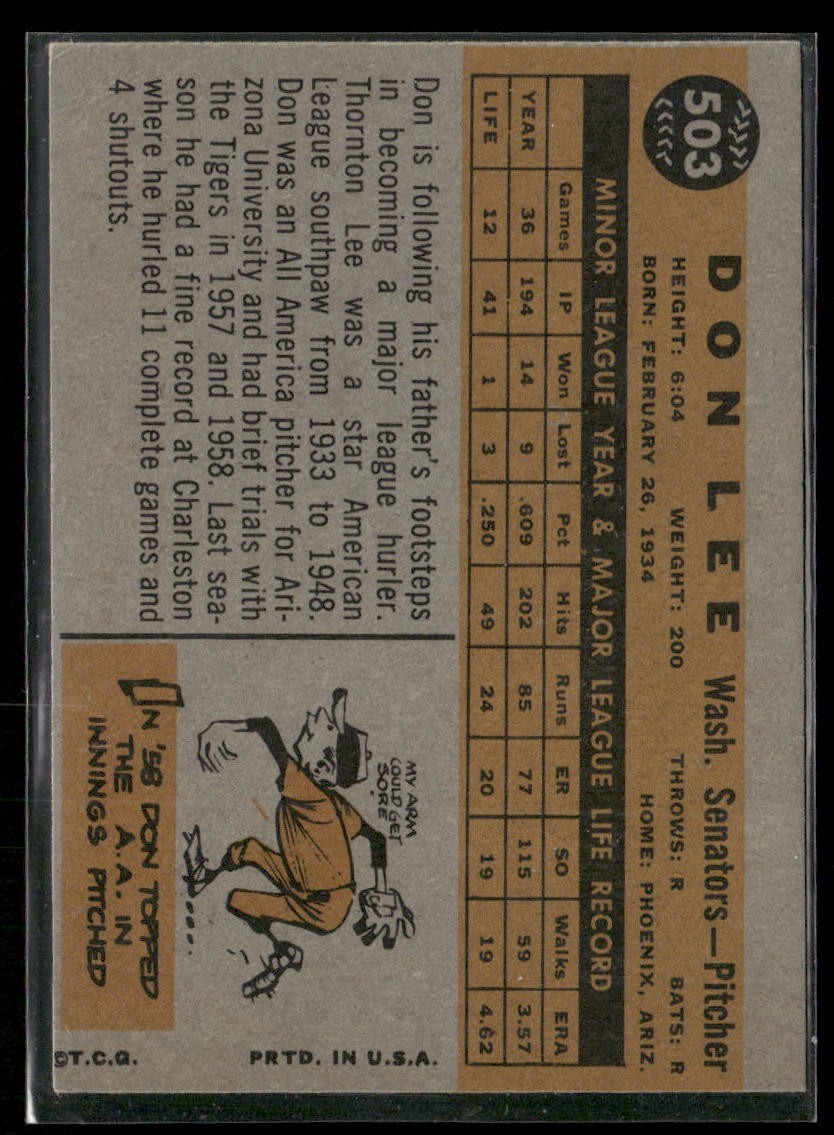 503
DON LEE Wash. Senators—Pitcher
HEIGHT: 6:04 WEIGHT: 200 THROWS: R BATS: R
BORN: FEBRUARY 26, 1934 HOME: PHOENIX, ARIZ.
MINOR LEAGUE YEAR & MAJOR LEAGUE LIFE RECORD
Games IP Won Lost Pct Hits Runs ER SO Walks ERA
YEAR 36 194 14 9 .609 202 85 77 115 59 3.57
LIFE 12 41 1 3 .250 49 24 20 19 19 4.62
Don is following his father's footsteps
in becoming a major league hurler.
Thornton Lee was a star American
League southpaw from 1933 to 1948.
Don was an All America pitcher for Ari-
zona University and had brief trials with
the Tigers in 1957 and 1958. Last sea-
son he had a fine record at Charleston
where he hurled 11 complete games and
4 shutouts.
MY ARM
COULD GET
SORE
IN '58 DON TOPPED
THE A.A. IN
INNINGS PITCHED
©T.C.G. PRTD. IN U.S.A.